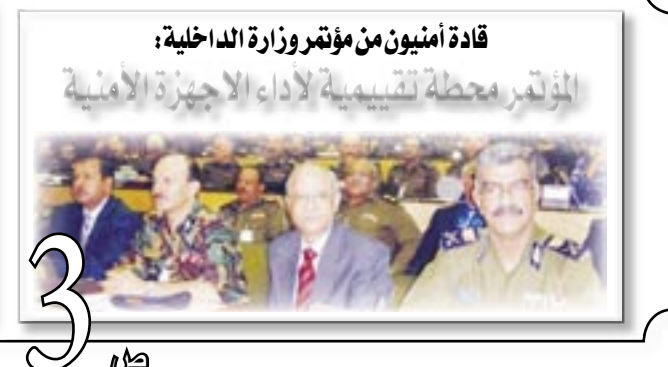 قادة أمنيون من مؤتمر وزارة الداخلية:
المؤتمر محطة تقييمية لأداء الاجهزة الأمنية
3
ص